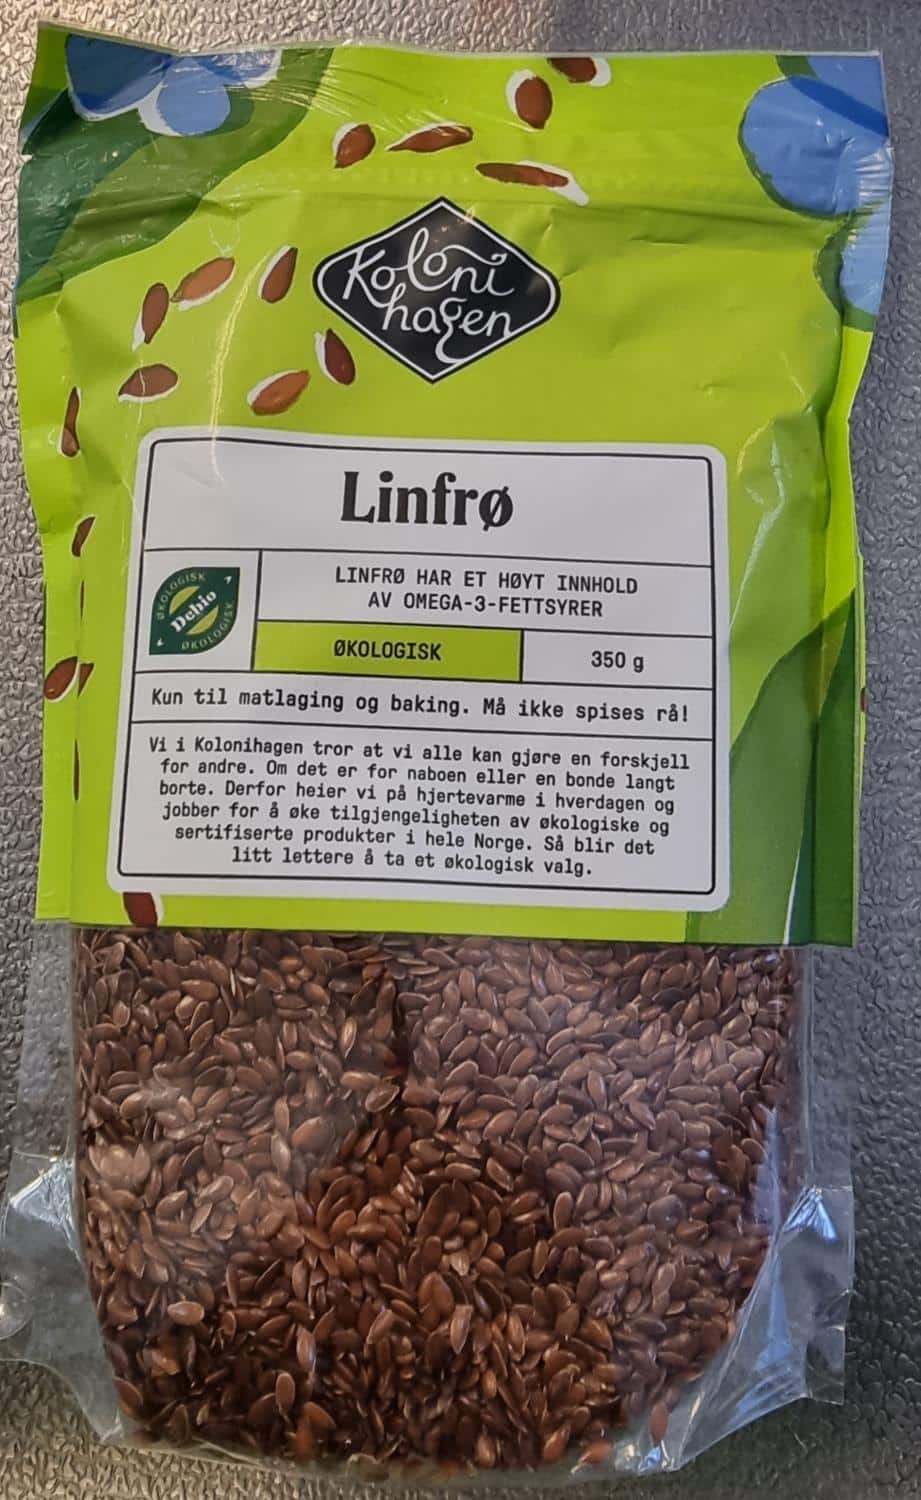 Koloni
hagen
Linfrø
ØKOLOGISK
Debio
ØKOLOGISK
LINFRØ HAR ET HØYT INNHOLD
AV OMEGA-3-FETTSYRER
ØKOLOGISK
350 g
Kun til matlaging og baking. Må ikke spises rå!
Vi i Kolonihagen tror at vi alle kan gjøre en forskjell
for andre. Om det er for naboen eller en bonde langt
borte. Derfor heier vi på hjertevarme i hverdagen og
jobber for å øke tilgjengeligheten av økologiske og
sertifiserte produkter i hele Norge. Så blir det
litt lettere å ta et økologisk valg.